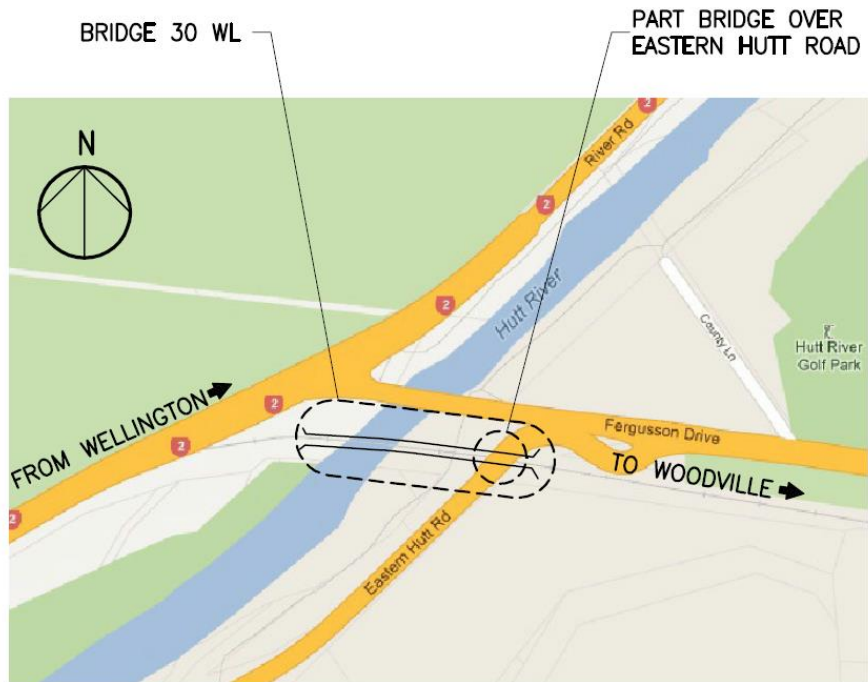 BRIDGE 30 WL
PART BRIDGE OVER
EASTERN HUTT ROAD
N
2
River Rd
2
2
Hutt River
County Ln
Hutt River
Golf Park
FROM WELLINGTON
2
2
2
Fergusson Drive
TO WOODVILLE
Eastern Hutt Rd